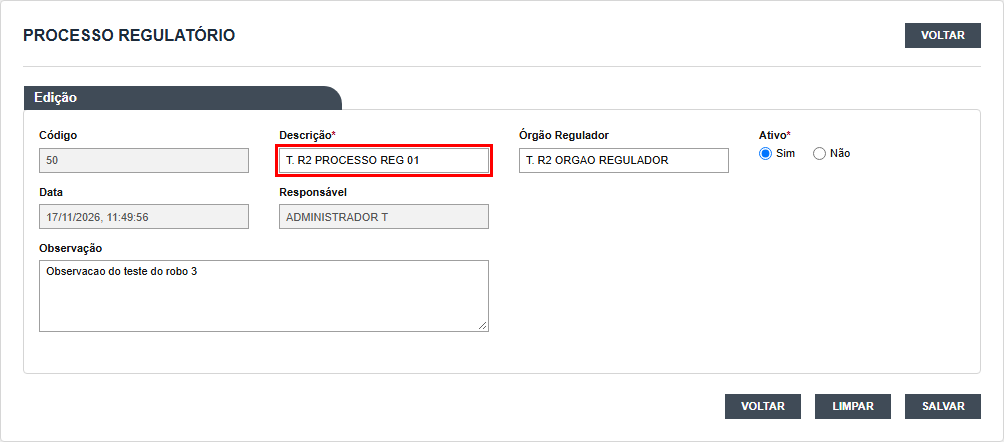 PROCESSO REGULATÓRIO
VOLTAR
Edição
Código
Descrição*
Órgão Regulador
Ativo*
50
T. R2 PROCESSO REG 01
T. R2 ORGAO REGULADOR
Sim
Não
Data
Responsável
17/11/2026, 11:49:56
ADMINISTRADOR T
Observação
Observacao do teste do robo 3
VOLTAR
LIMPAR
SALVAR